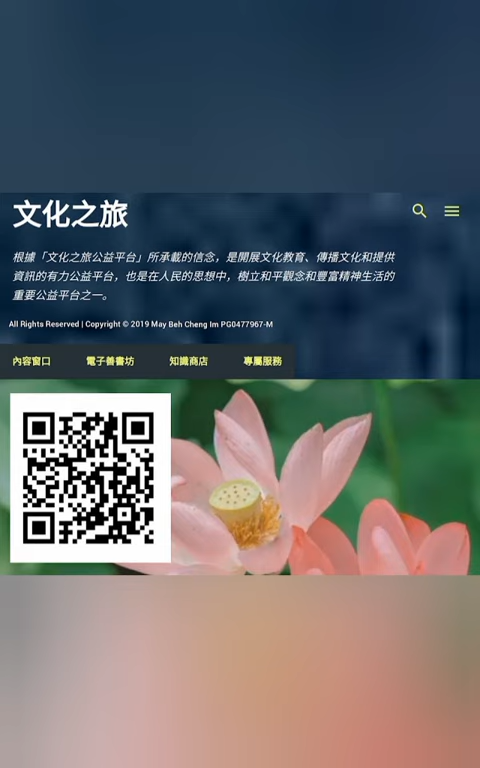 文化之旅
根據「文化之旅公益平台」所承載的信念，是開展文化教育、傳播文化和提供
資訊的有力公益平台，也是在人民的思想中，樹立和平觀念和豐富精神生活的
重要公益平台之一。
All Rights Reserved | Copyright © 2019 May Beh Cheng Im PG0477967-M
內容窗口 電子善書坊 知識商店 專屬服務